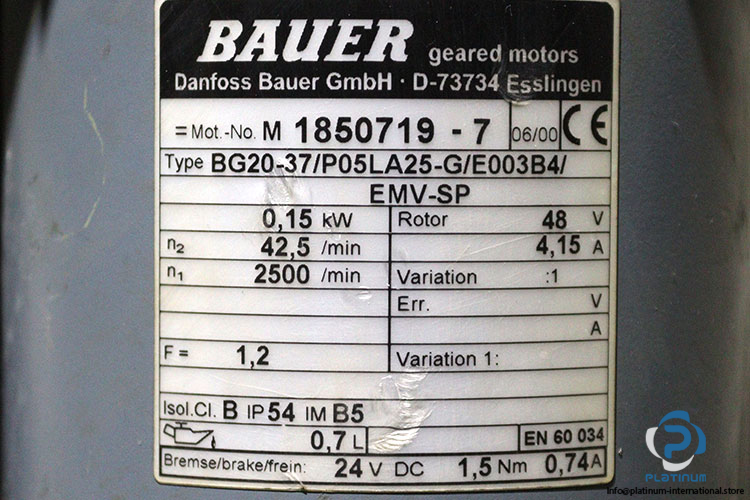 BAUER geared motors
Danfoss Bauer GmbH · D-73734 Esslingen
= Mot.-No. M 1850719 - 7 06/00 CE
Type BG20-37/P05LA25-G/E003B4/
EMV-SP
0,15 kW Rotor 48 V
n2 42,5 /min 4,15 A
n1 2500 /min Variation :1
Err. V
A
F = 1,2 Variation 1:
Isol.Cl. B IP 54 IM B5
0,7 L EN 60 034
Bremse/brake/frein: 24 V DC 1,5 Nm 0,74 A
PLATINUM
info@platinum-international.store